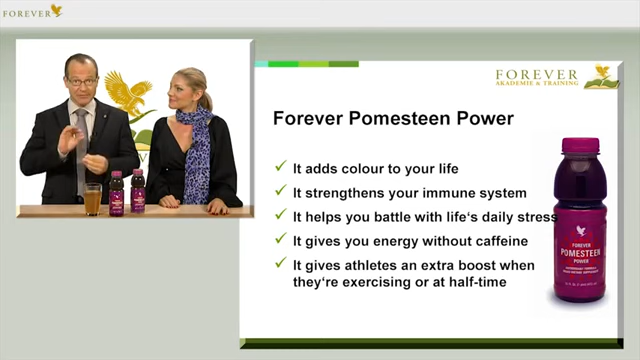 FOREVER
FOREVER
AKADEMIE & TRAINING
Forever Pomesteen Power
✓ It adds colour to your life
✓ It strengthens your immune system
✓ It helps you battle with life‘s daily stress
✓ It gives you energy without caffeine
✓ It gives athletes an extra boost when
they‘re exercising or at half-time
FOREVER
POMESTEEN
POWER